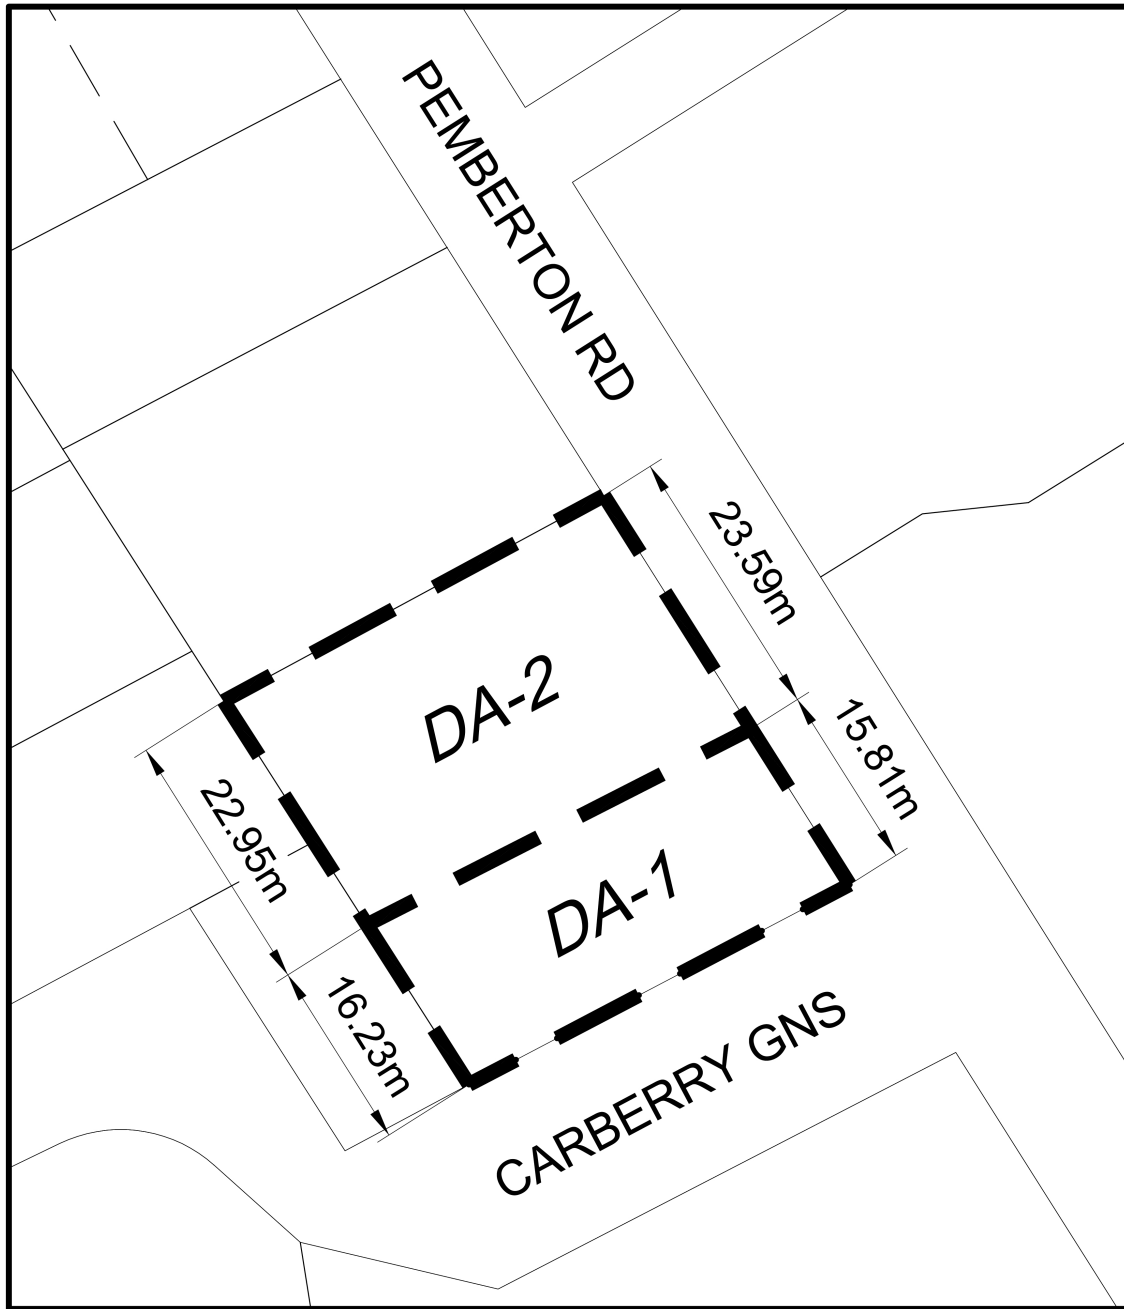 PEMBERTON RD
23.59m
DA-2
15.81m
22.95m
DA-1
16.23m
CARBERRY GNS